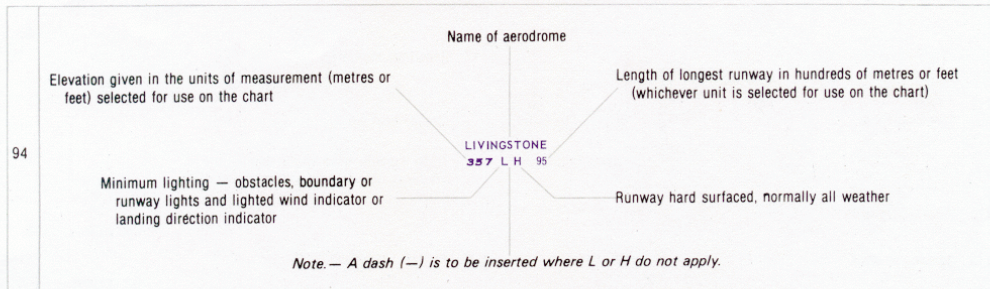 Name of aerodrome
Elevation given in the units of measurement (metres or
feet) selected for use on the chart
Length of longest runway in hundreds of metres or feet
(whichever unit is selected for use on the chart)
94
LIVINGSTONE
357 L H 95
Minimum lighting — obstacles, boundary or
runway lights and lighted wind indicator or
landing direction indicator
Runway hard surfaced, normally all weather
Note.— A dash (—) is to be inserted where L or H do not apply.